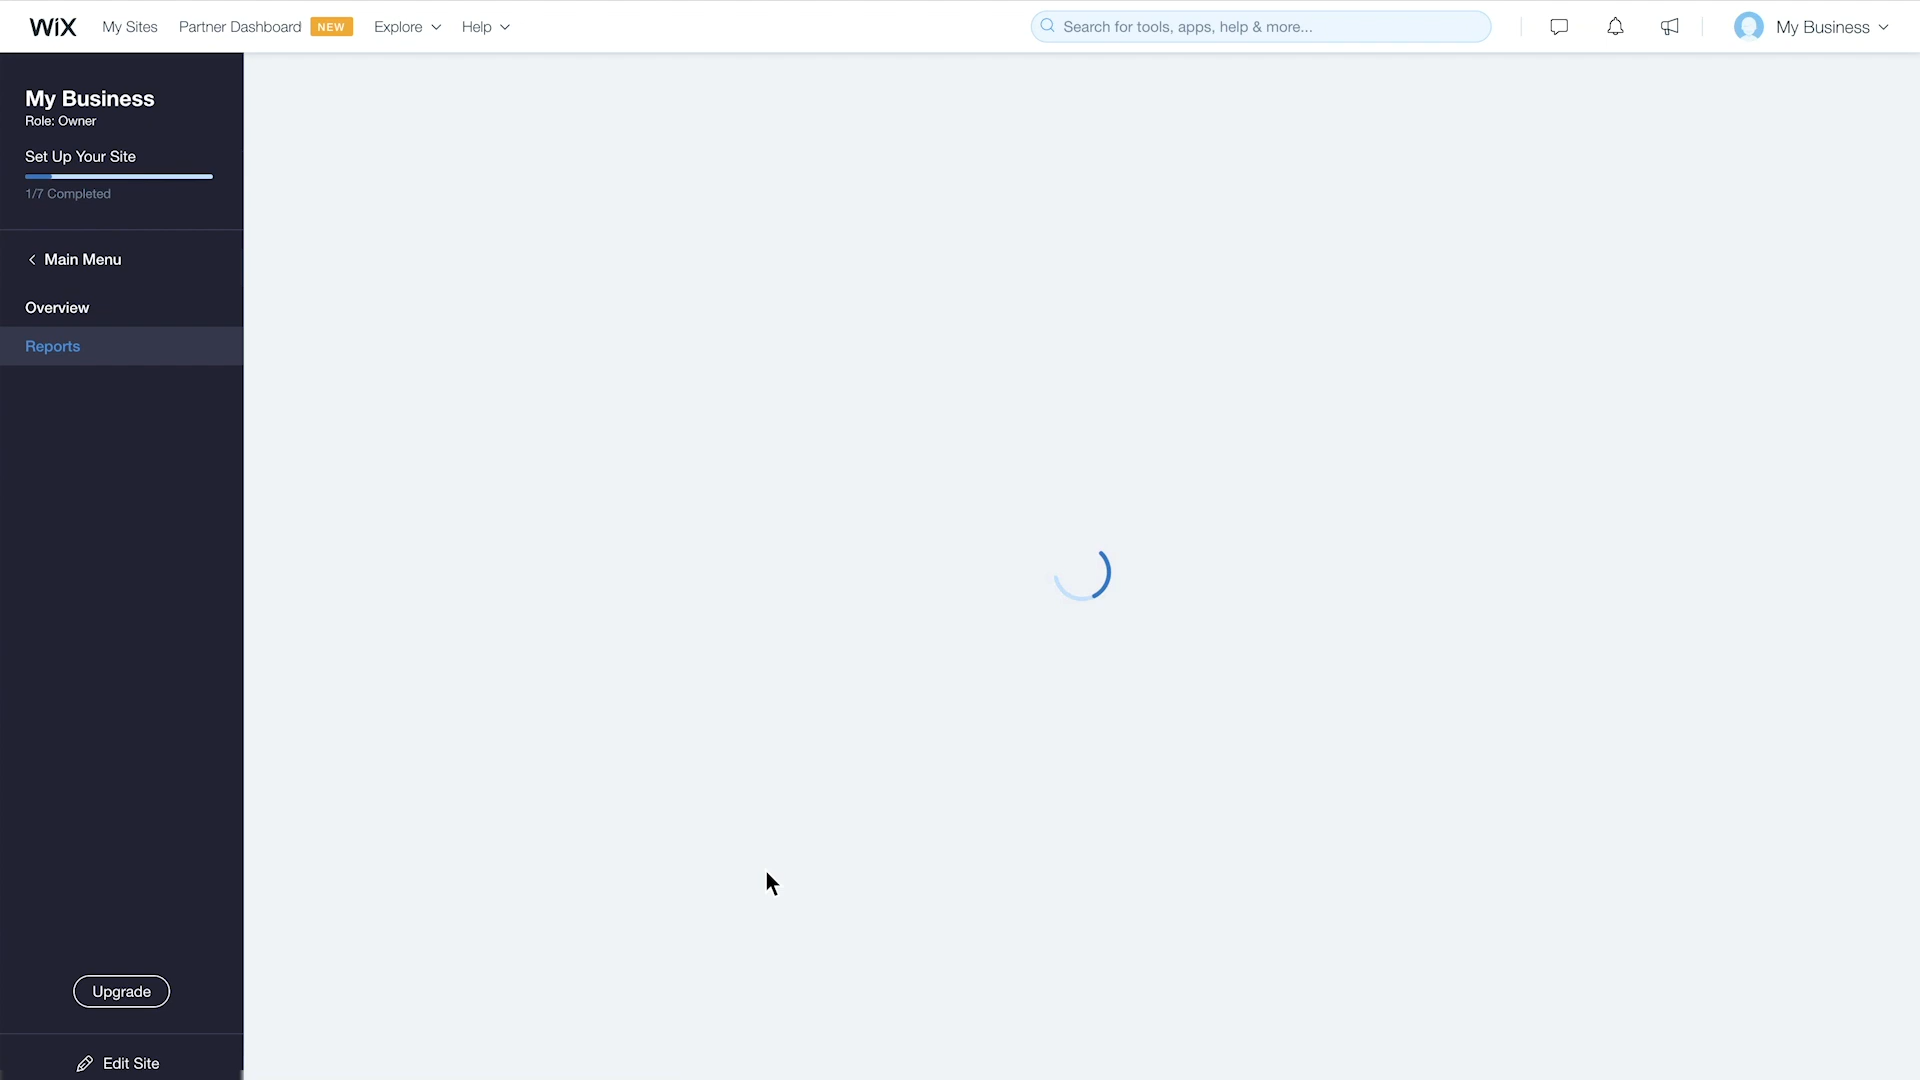 WiX My Sites Partner Dashboard NEW Explore Help Search for tools, apps, help & more... My Business
My Business
Role: Owner
Set Up Your Site
1/7 Completed
Main Menu
Overview
Reports
Upgrade
Edit Site